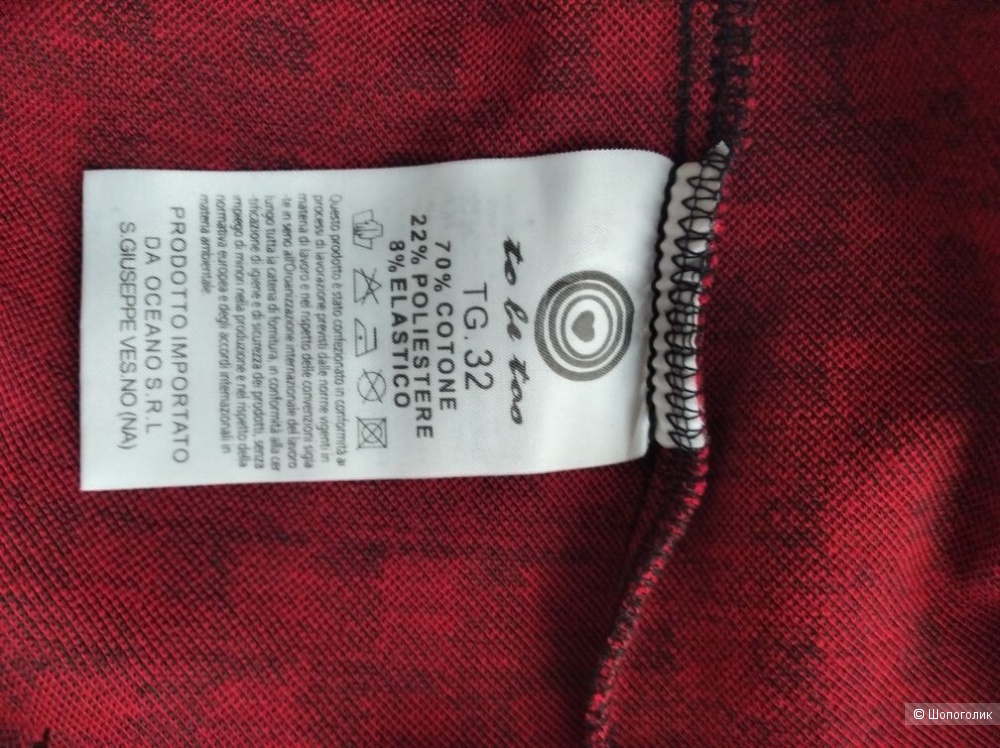 to be too
TG.32
70% COTONE
22% POLIESTERE
8% ELASTICO
Questo prodotto è stato confezionato in conformità ai
processi di lavorazione previsti dalle norme vigenti in
materia di lavoro e nel rispetto delle convenzioni sigla
-te in seno all'Organizzazione internazionale del lavoro
lungo tutta la catena di fornitura, in conformità alla cer
-tificazione di igiene e di sicurezza dei prodotti, senza
impiego di minori nella produzione e nel rispetto della
normativa europea e degli accordi internazionali in
materia ambientale.
PRODOTTO IMPORTATO
DA OCEANO S.R.L
S.GIUSEPPE VES.NO (NA)
© Шопоголик